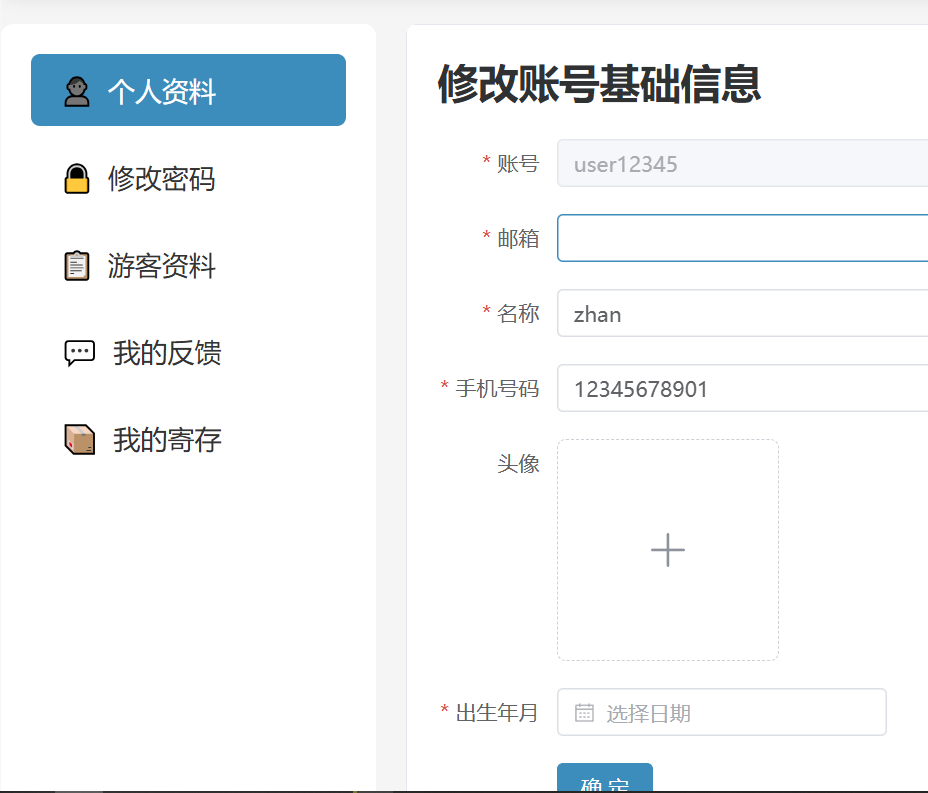 个人资料
修改密码
游客资料
我的反馈
我的寄存
修改账号基础信息
* 账号 user12345
* 邮箱
* 名称 zhan
* 手机号码 12345678901
头像
* 出生年月 选择日期
确定